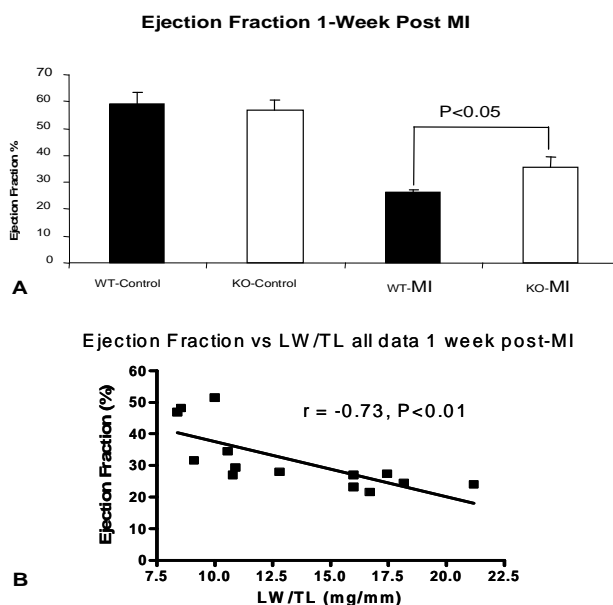 Ejection Fraction 1-Week Post MI
70
60
50
40
30
20
10
0
Ejection Fraction %
P<0.05
WT-Control KO-Control WT-MI KO-MI
A
Ejection Fraction vs LW/TL all data 1 week post-MI
60
50
40
30
20
10
0
Ejection Fraction (%)
r = -0.73, P<0.01
7.5 10.0 12.5 15.0 17.5 20.0 22.5
LW/TL (mg/mm)
B